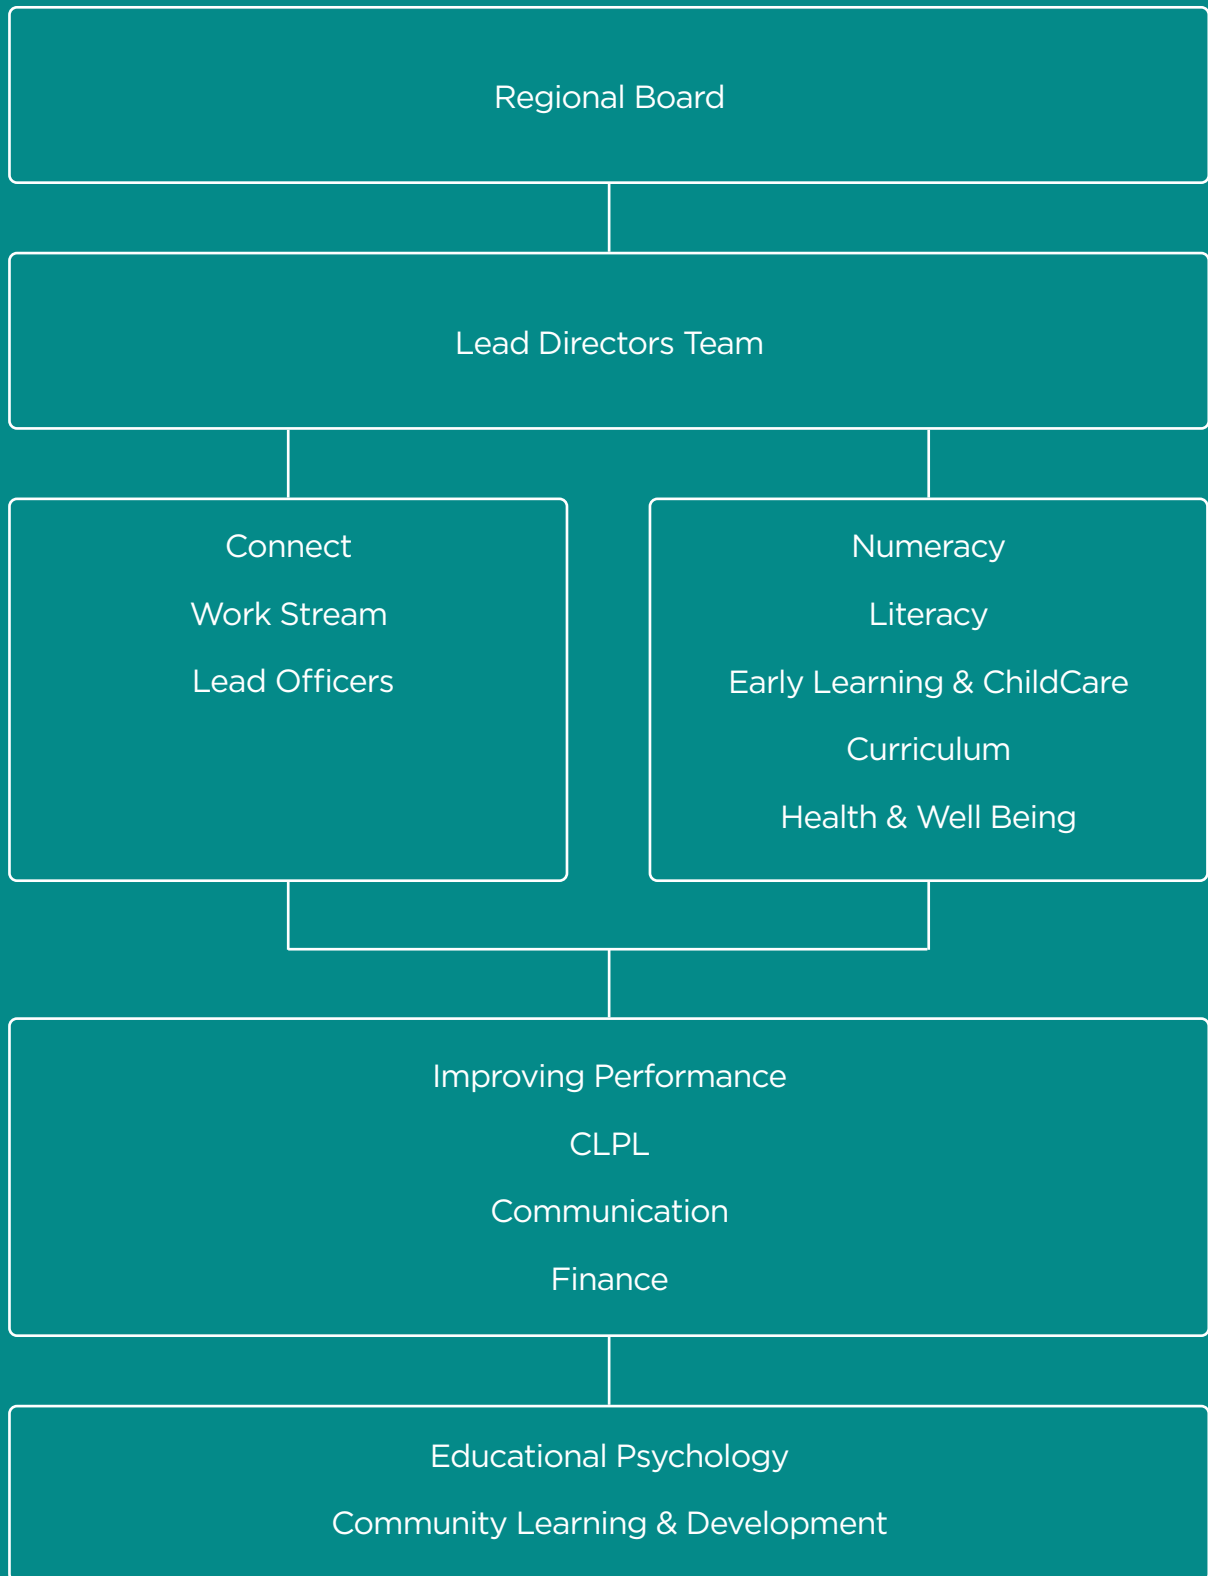 Regional Board
Lead Directors Team
Connect
Work Stream
Lead Officers
Numeracy
Literacy
Early Learning & ChildCare
Curriculum
Health & Well Being
Improving Performance
CLPL
Communication
Finance
Educational Psychology
Community Learning & Development